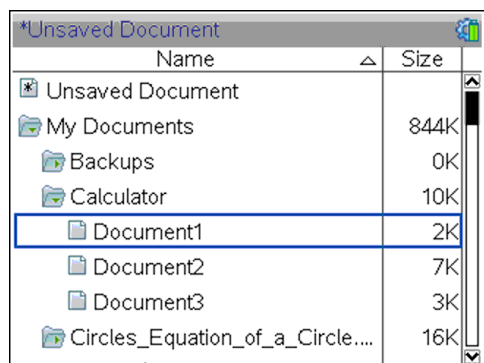 *Unsaved Document
Name Size
Unsaved Document
My Documents 844K
Backups 0K
Calculator 10K
Document1 2K
Document2 7K
Document3 3K
Circles_Equation_of_a_Circle.... 16K